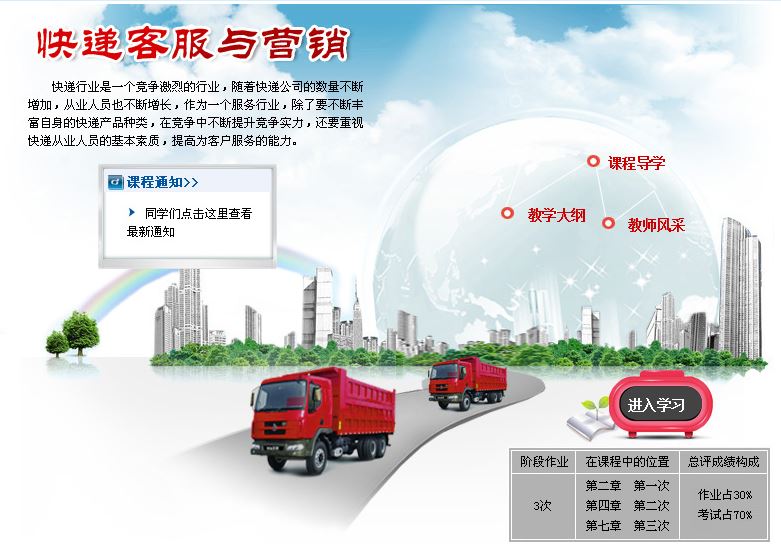 快递客服与营销
快递行业是一个竞争激烈的行业，随着快递公司的数量不断
增加，从业人员也不断增长，作为一个服务行业，除了要不断丰
富自身的快递产品种类，在竞争中不断提升竞争实力，还要重视
快递从业人员的基本素质，提高为客户服务的能力。
课程通知>>
同学们点击这里查看
最新通知
课程导学
教学大纲
教师风采
进入学习
阶段作业 在课程中的位置 总评成绩构成
3次
第二章 第一次
第四章 第二次
第七章 第三次
作业占30%
考试占70%